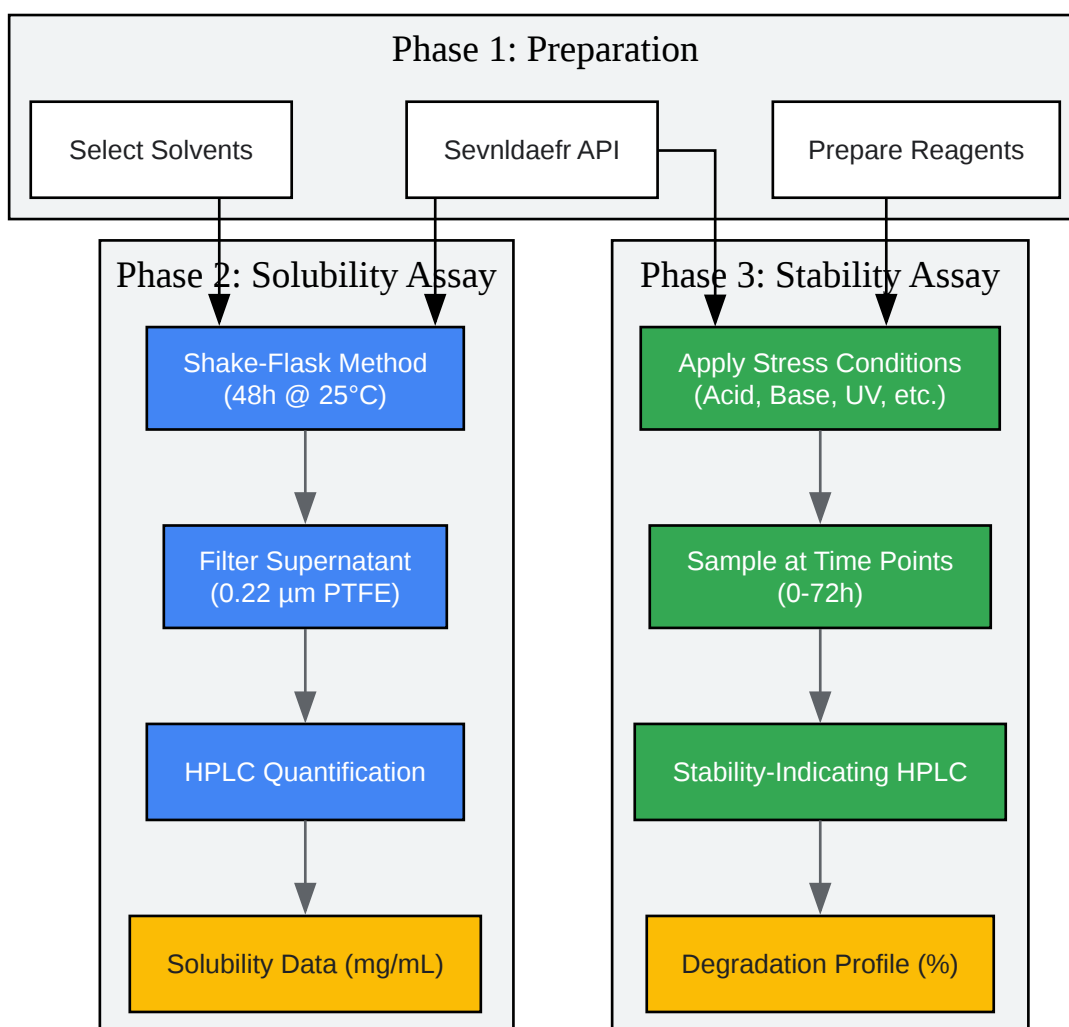 Phase 1: Preparation
Select Solvents
Sevnldaefr API
Prepare Reagents
Phase 2: Solubility Assay
Shake-Flask Method
(48h @ 25°C)
Filter Supernatant
(0.22 µm PTFE)
HPLC Quantification
Solubility Data (mg/mL)
Phase 3: Stability Assay
Apply Stress Conditions
(Acid, Base, UV, etc.)
Sample at Time Points
(0-72h)
Stability-Indicating HPLC
Degradation Profile (%)